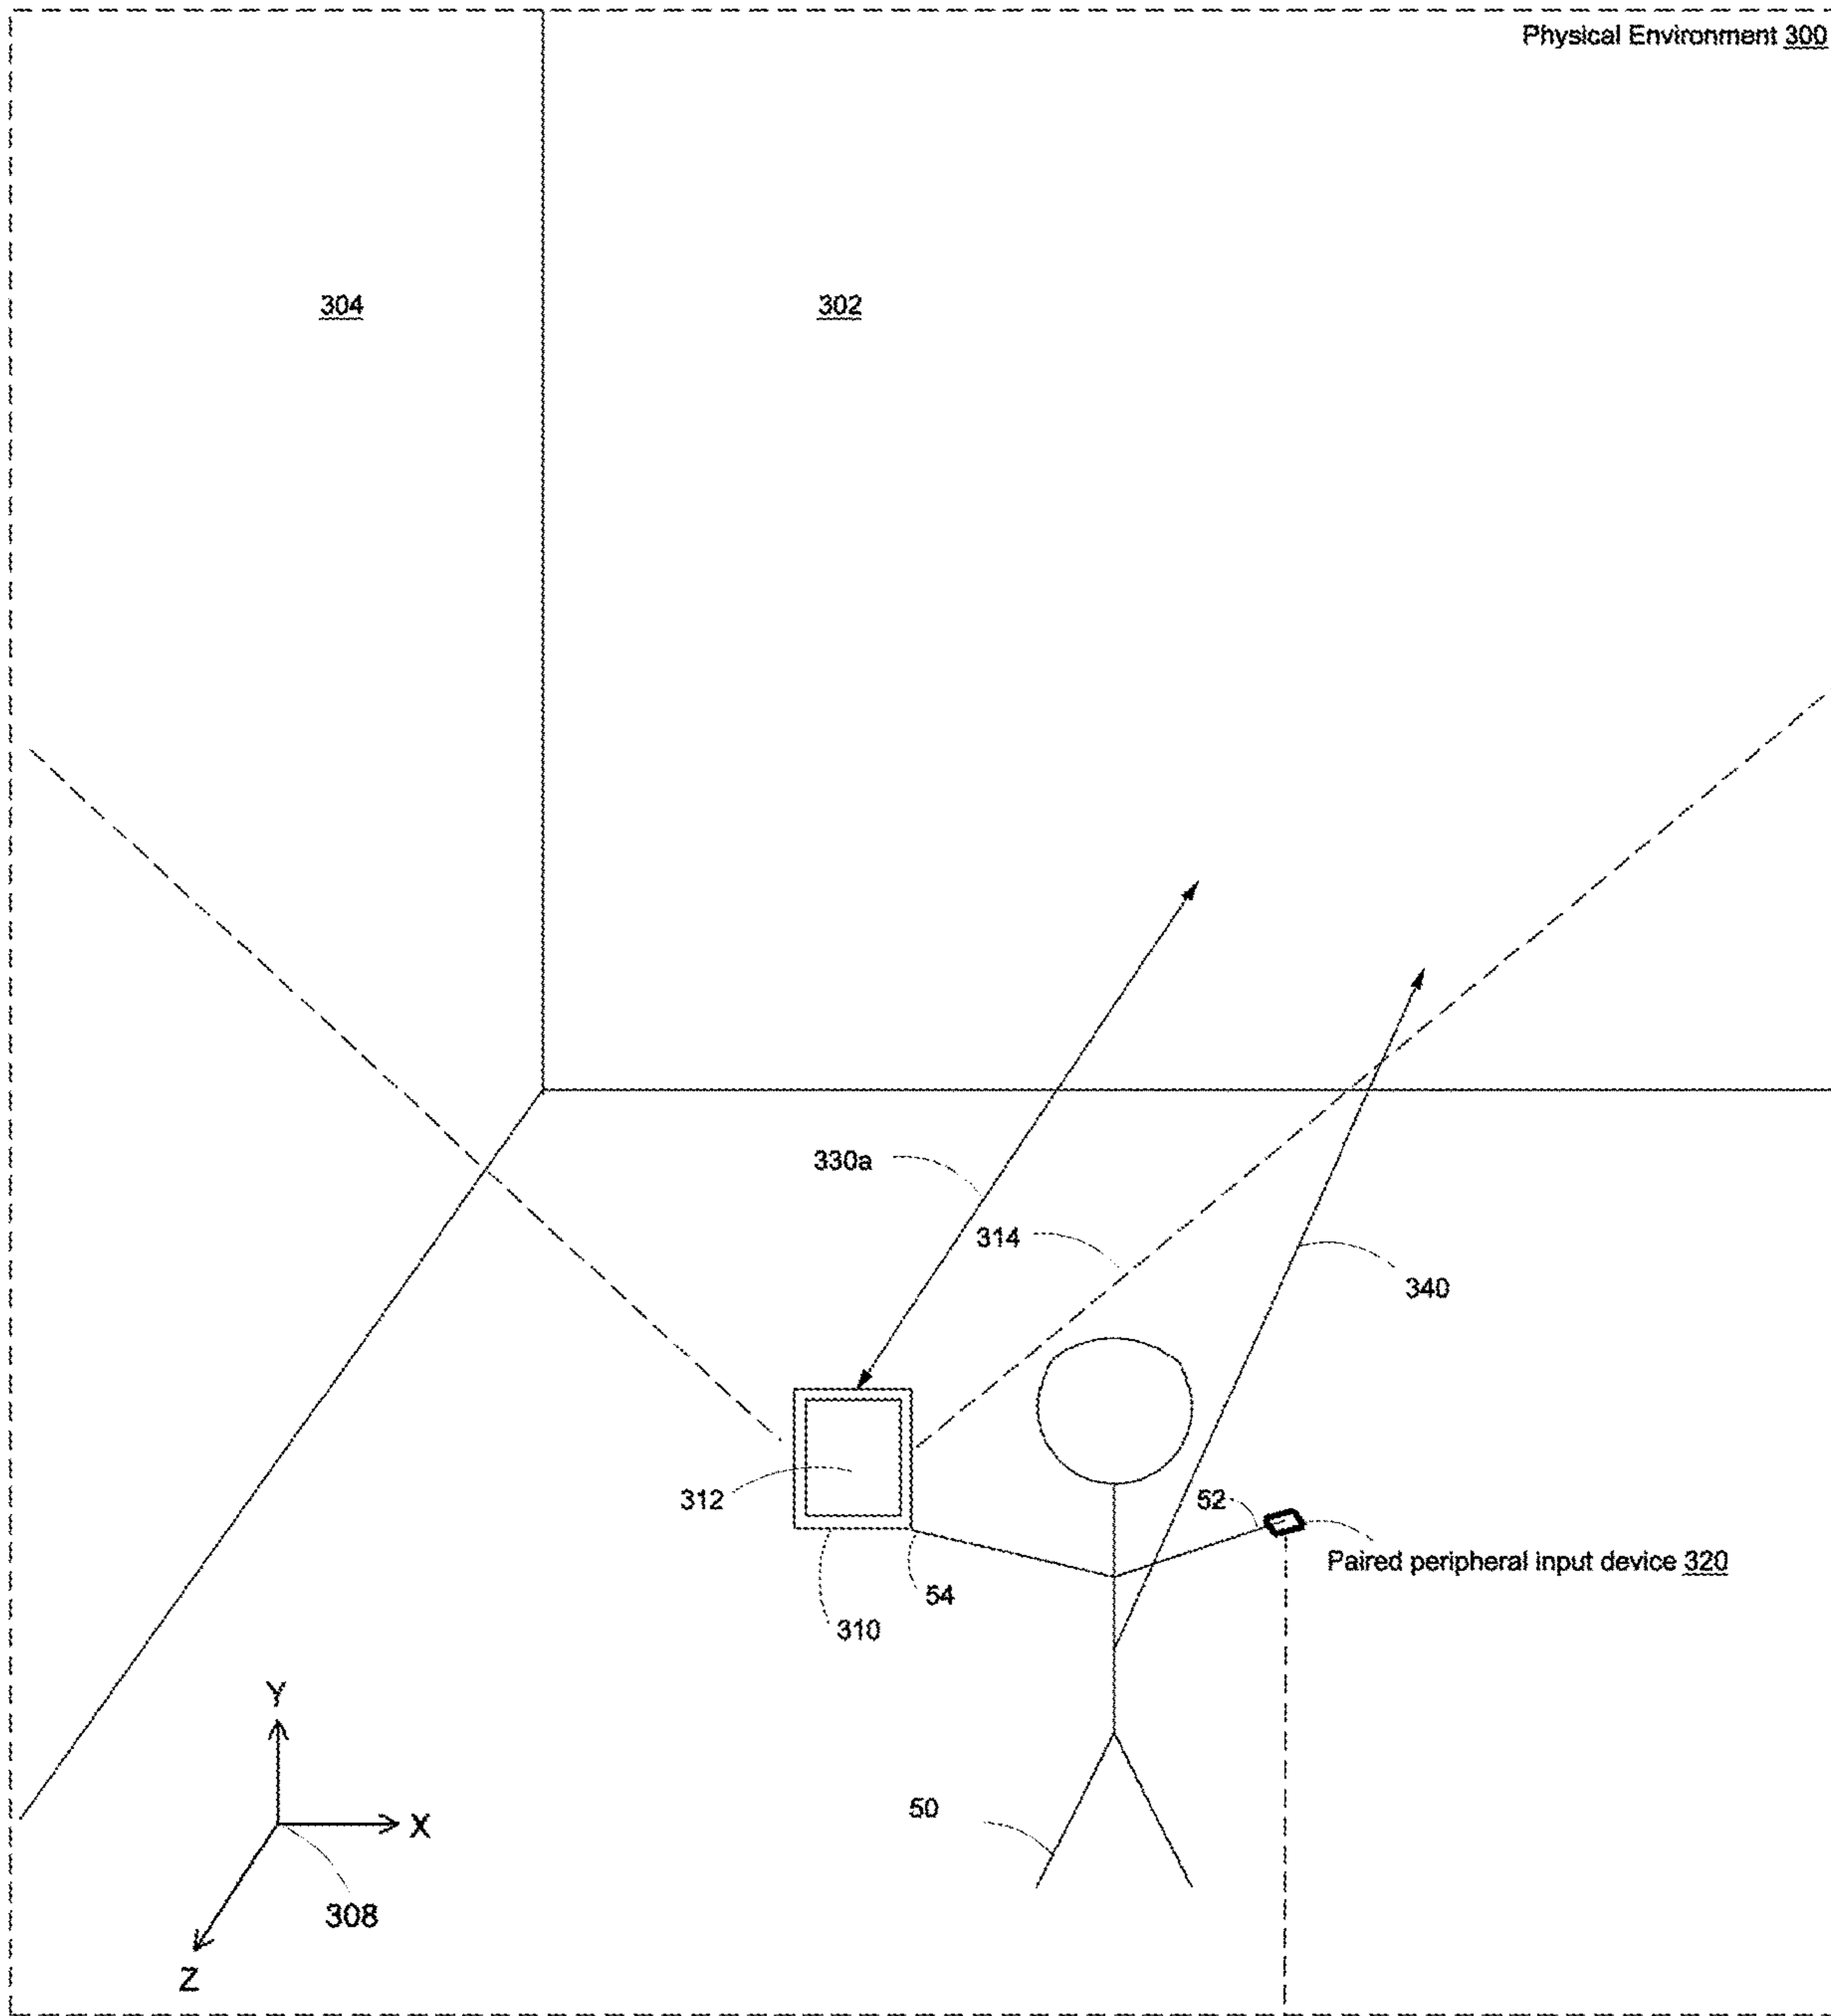 Physical Environment 300
304
302
330a
314
340
312
52
Paired peripheral input device 320
54
310
Y
50
X
308
Z